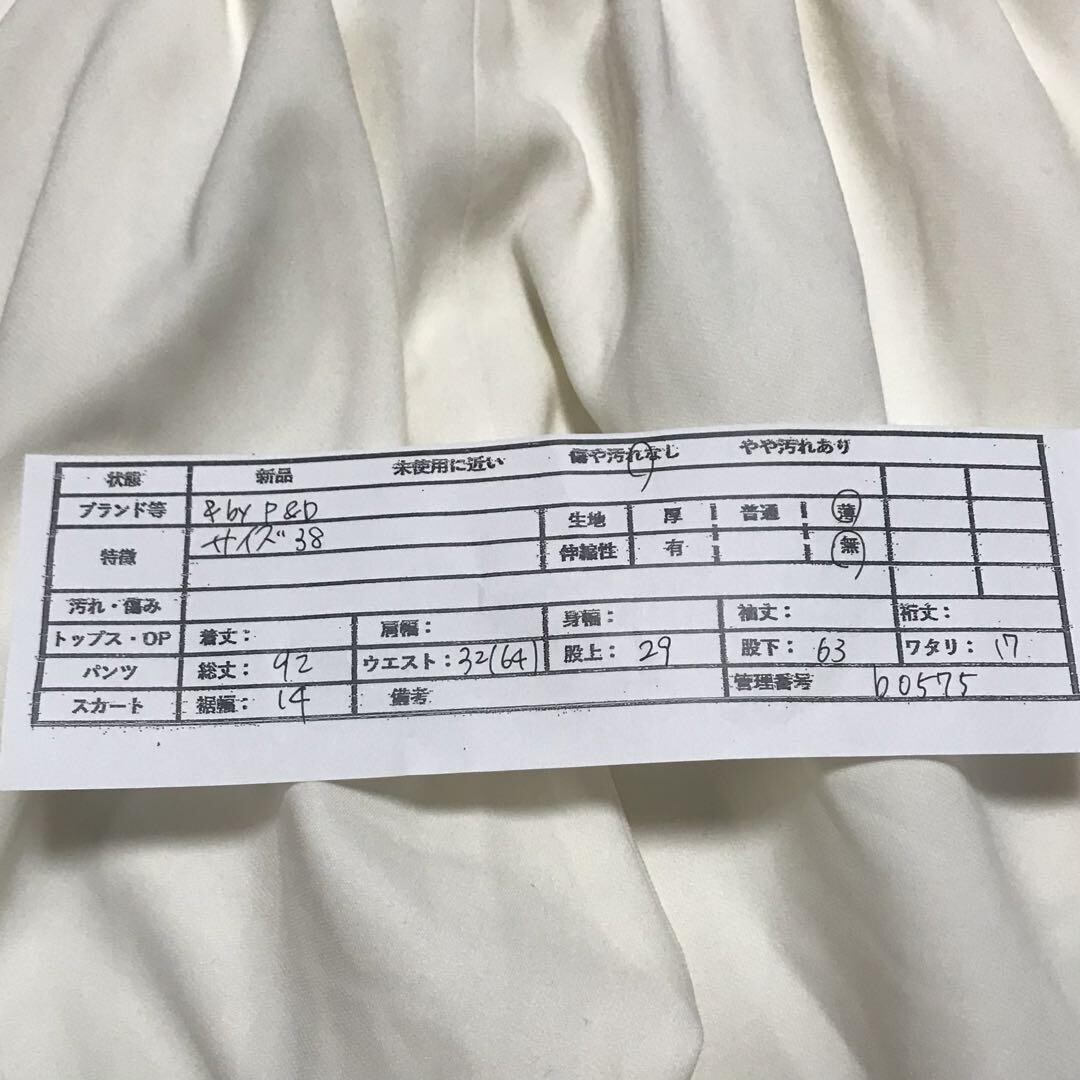 状態 新品 未使用に近い 傷や汚れなし やや汚れあり
ブランド等 &by P&D
特徴 サイズ38 生地 厚 普通 薄
伸縮性 有 無
汚れ・傷み
トップス・OP 着丈： 肩幅： 身幅： 袖丈： 裄丈：
パンツ 総丈：92 ウエスト：32(64) 股上：29 股下：63 ワタリ：17
スカート 裾幅：14 備考 管理番号 b0575